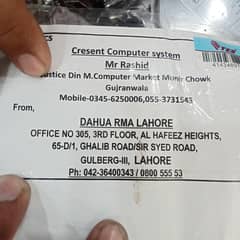 Cresent Computer system
Mr Rashid
Justice Din M.Computer Market Munir Chowk
Gujranwala
Mobile-0345-6250006,055-3731543
From,
DAHUA RMA LAHORE
OFFICE NO 305, 3RD FLOOR, AL HAFEEZ HEIGHTS,
65-D/1, GHALIB ROAD/SIR SYED ROAD,
GULBERG-III, LAHORE
Ph: 042-36400343 / 0800 555 53